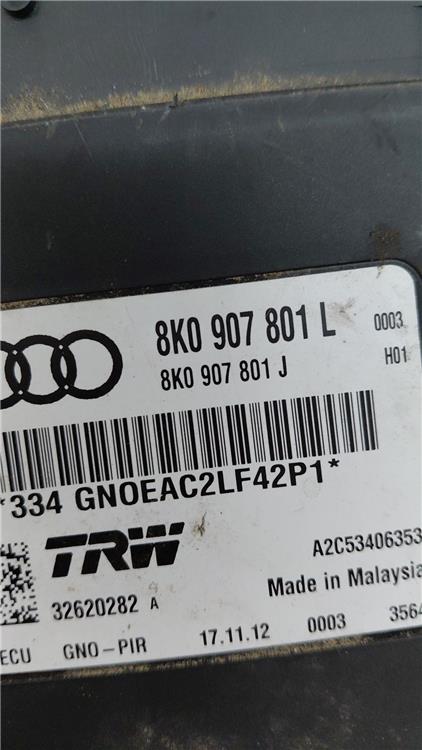 8K0 907 801 L 0003
8K0 907 801 J H01
*334 GNOEAC2LF42P1*
TRW
A2C53406353
32620282 A Made in Malaysia
ECU GNO-PIR 17.11.12 0003 3564